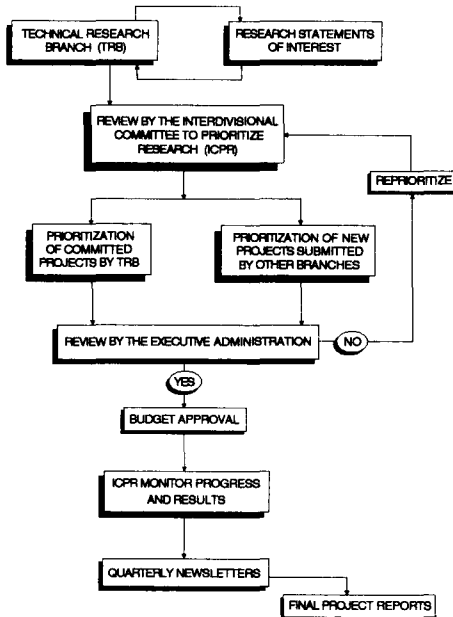 TECHNICAL RESEARCH
BRANCH (TRB)
RESEARCH STATEMENTS
OF INTEREST
REVIEW BY THE INTERDIVISIONAL
COMMITTEE TO PRIORITIZE
RESEARCH (ICPR)
REPRIORITIZE
PRIORITIZATION
OF COMMITTED
PROJECTS BY TRB
PRIORITIZATION OF NEW
PROJECTS SUBMITTED
BY OTHER BRANCHES
REVIEW BY THE EXECUTIVE ADMINISTRATION
NO
YES
BUDGET APPROVAL
ICPR MONITOR PROGRESS
AND RESULTS
QUARTERLY NEWSLETTERS
FINAL PROJECT REPORTS